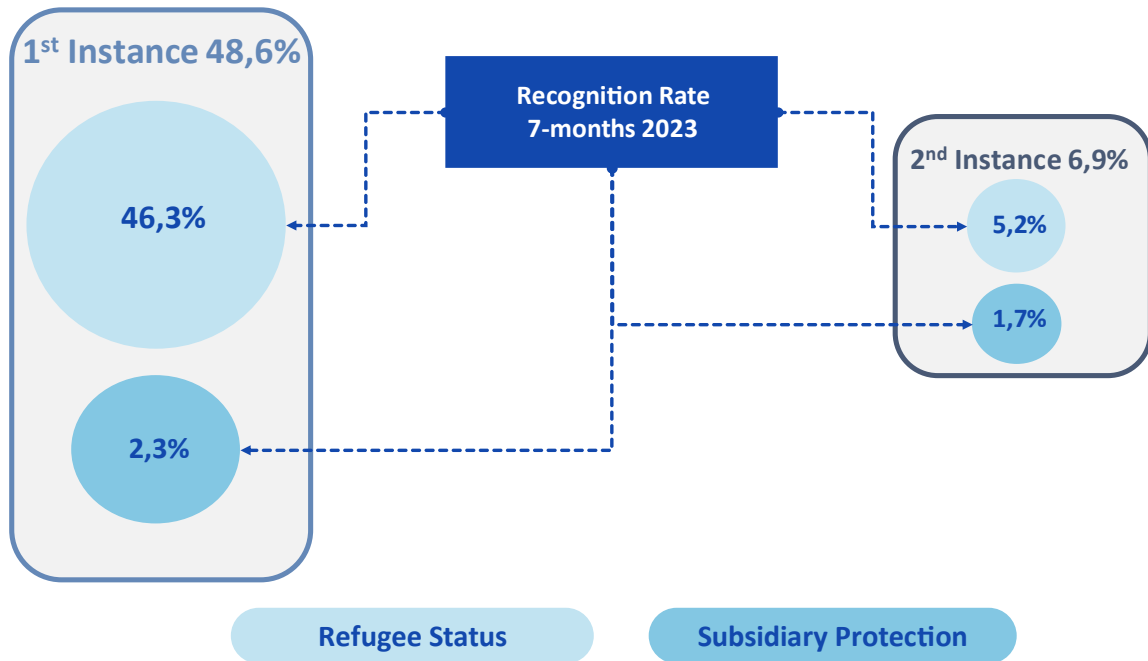 1st Instance 48,6%
46,3%
2,3%
Recognition Rate
7-months 2023
2nd Instance 6,9%
5,2%
1,7%
Refugee Status
Subsidiary Protection